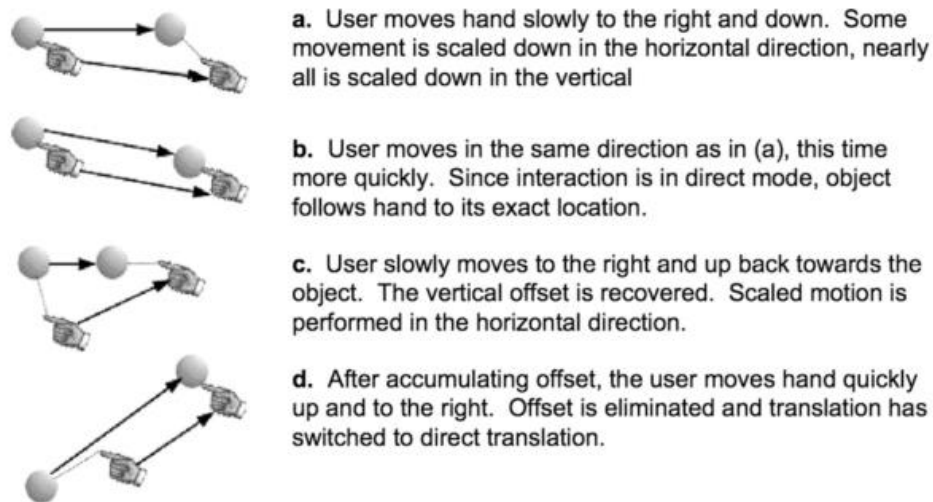 a. User moves hand slowly to the right and down. Some
movement is scaled down in the horizontal direction, nearly
all is scaled down in the vertical
b. User moves in the same direction as in (a), this time
more quickly. Since interaction is in direct mode, object
follows hand to its exact location.
c. User slowly moves to the right and up back towards the
object. The vertical offset is recovered. Scaled motion is
performed in the horizontal direction.
d. After accumulating offset, the user moves hand quickly
up and to the right. Offset is eliminated and translation has
switched to direct translation.